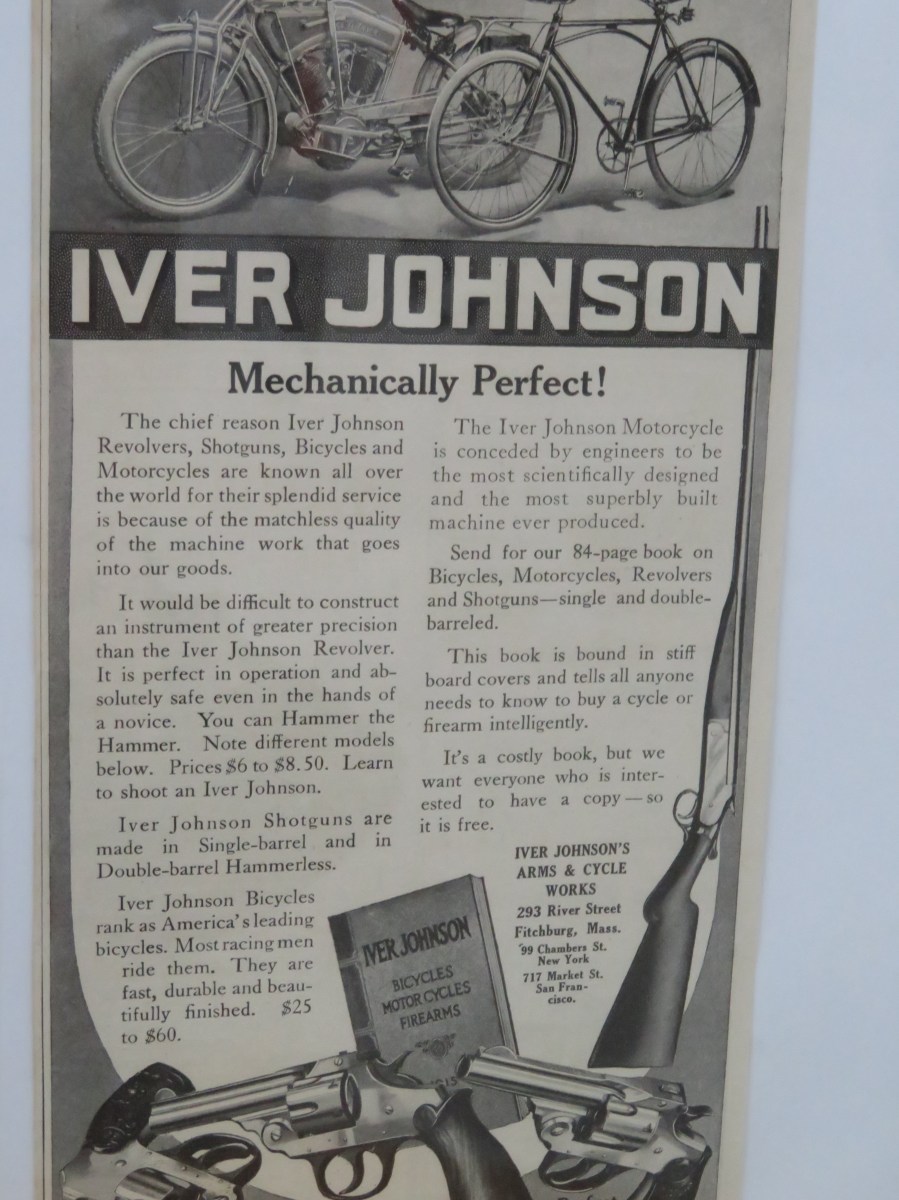 IVER JOHNSON
Mechanically Perfect!
The chief reason Iver Johnson
Revolvers, Shotguns, Bicycles and
Motorcycles are known all over
the world for their splendid service
is because of the matchless quality
of the machine work that goes
into our goods.
It would be difficult to construct
an instrument of greater precision
than the Iver Johnson Revolver.
It is perfect in operation and ab-
solutely safe even in the hands of
a novice. You can Hammer the
Hammer. Note different models
below. Prices $6 to $8.50. Learn
to shoot an Iver Johnson.
Iver Johnson Shotguns are
made in Single-barrel and in
Double-barrel Hammerless.
Iver Johnson Bicycles
rank as America's leading
bicycles. Most racing men
ride them. They are
fast, durable and beau-
tifully finished. $25
to $60.
The Iver Johnson Motorcycle
is conceded by engineers to be
the most scientifically designed
and the most superbly built
machine ever produced.
Send for our 84-page book on
Bicycles, Motorcycles, Revolvers
and Shotguns—single and double-
barreled.
This book is bound in stiff
board covers and tells all anyone
needs to know to buy a cycle or
firearm intelligently.
It's a costly book, but we
want everyone who is inter-
ested to have a copy—so
it is free.
IVER JOHNSON'S
ARMS & CYCLE
WORKS
293 River Street
Fitchburg, Mass.
99 Chambers St.
New York
717 Market St.
San Fran-
cisco.
IVER JOHNSON
BICYCLES
MOTORCYCLES
FIREARMS